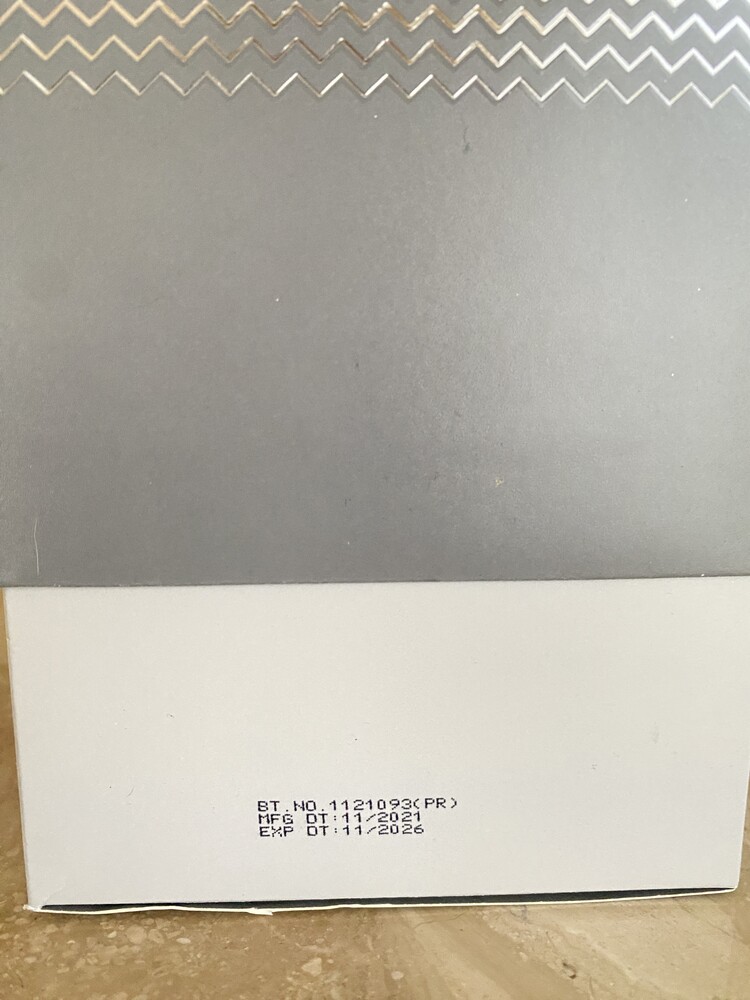 BT.NO.1121093(PR)
MFG DT:11/2021
EXP DT:11/2026